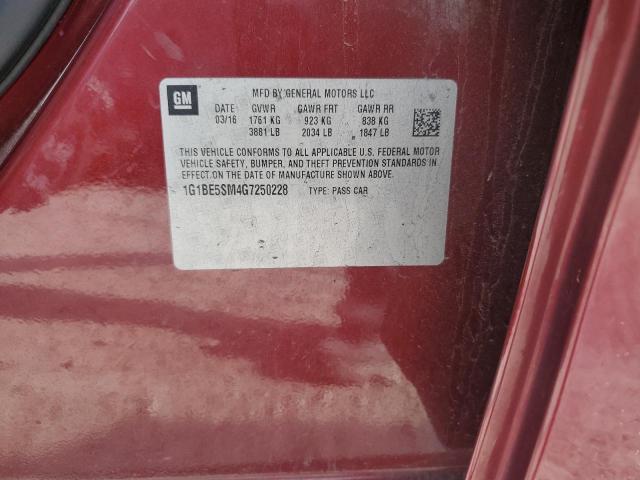 GM
MFD BY GENERAL MOTORS LLC
DATE GVWR GAWR FRT GAWR RR
03/16 1761 KG 923 KG 838 KG
3881 LB 2034 LB 1847 LB
THIS VEHICLE CONFORMS TO ALL APPLICABLE U.S. FEDERAL MOTOR
VEHICLE SAFETY, BUMPER, AND THEFT PREVENTION STANDARDS IN
EFFECT ON THE DATE OF MANUFACTURE SHOWN ABOVE.
1G1BE5SM4G7250228 TYPE: PASS CAR